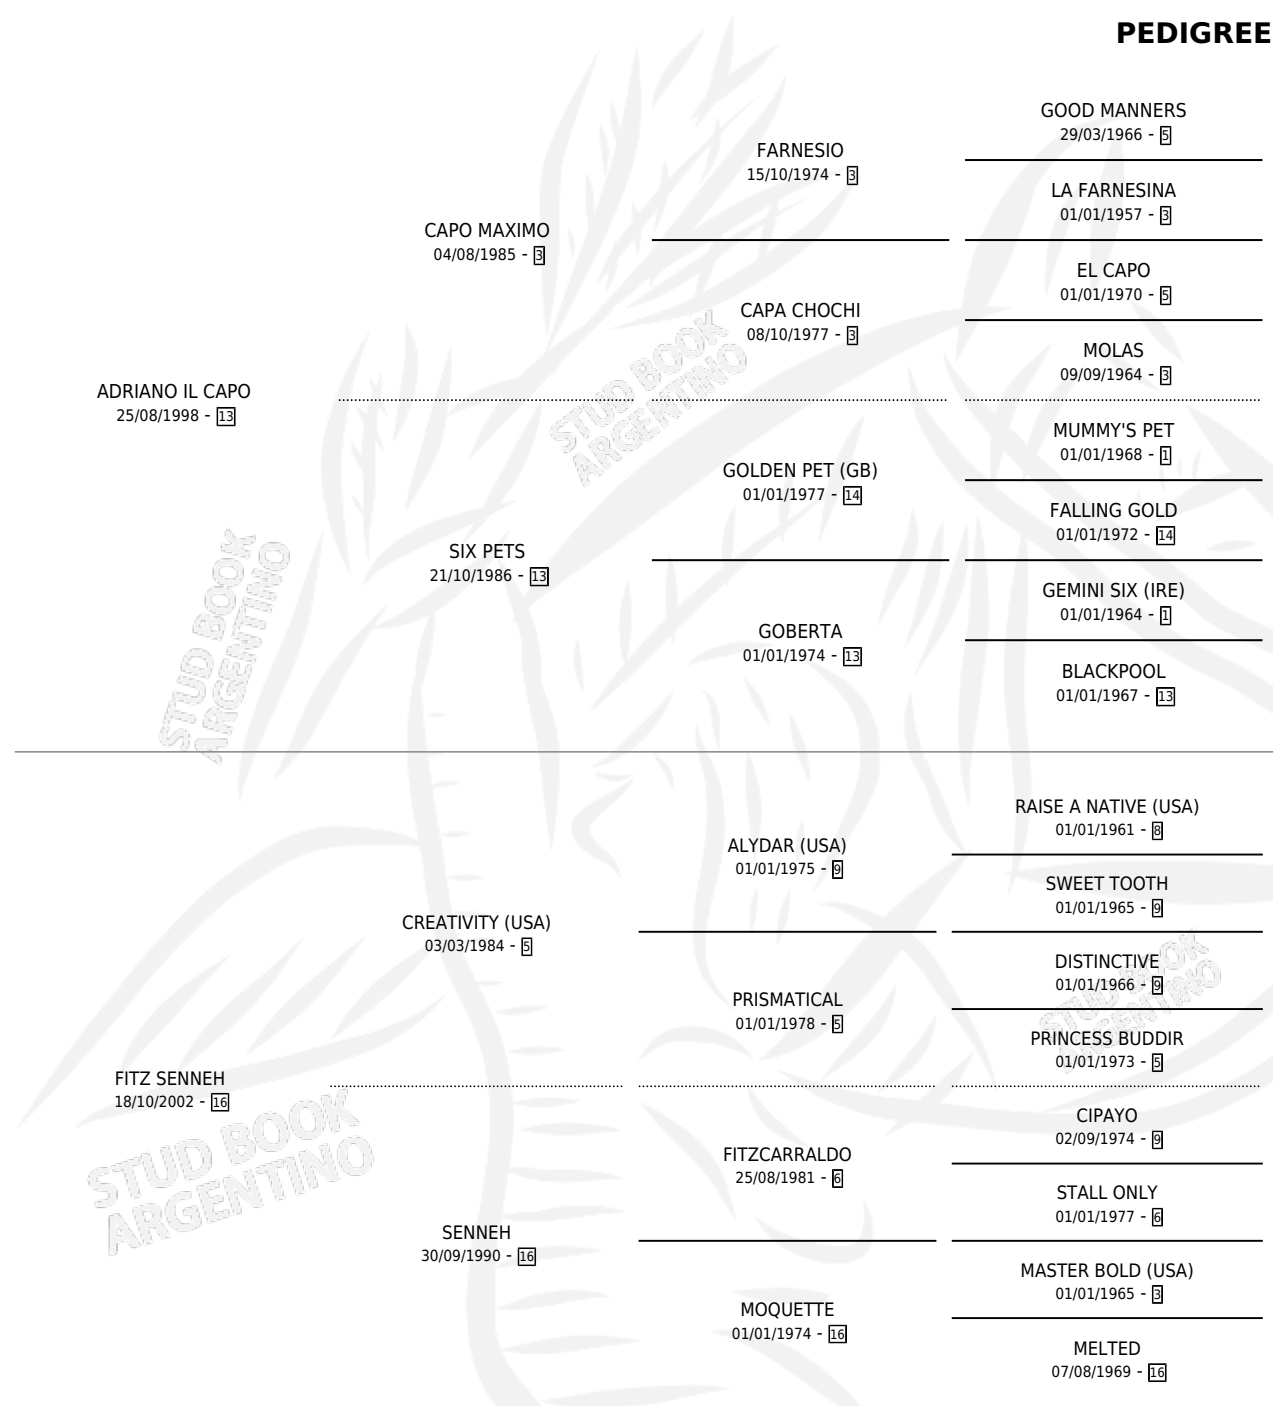 PEDIGREE
GOOD MANNERS
29/03/1966 - 5
FARNESIO
15/10/1974 - 3
LA FARNESINA
01/01/1957 - 3
CAPO MAXIMO
04/08/1985 - 3
EL CAPO
01/01/1970 - 5
CAPA CHOCHI
08/10/1977 - 3
MOLAS
09/09/1964 - 3
STUD BOOK
ARGENTINO
ADRIANO IL CAPO
25/08/1998 - 13
MUMMY'S PET
01/01/1968 - 1
GOLDEN PET (GB)
01/01/1977 - 14
FALLING GOLD
01/01/1972 - 14
SIX PETS
21/10/1986 - 13
GEMINI SIX (IRE)
01/01/1964 - 1
GOBERTA
01/01/1974 - 13
BLACKPOOL
01/01/1967 - 13
STUD BOOK
ARGENTINO
RAISE A NATIVE (USA)
01/01/1961 - 8
ALYDAR (USA)
01/01/1975 - 9
SWEET TOOTH
01/01/1965 - 9
CREATIVITY (USA)
03/03/1984 - 5
DISTINCTIVE
01/01/1966 - 9
STUD BOOK
ARGENTINO
PRISMATICAL
01/01/1978 - 5
PRINCESS BUDDIR
01/01/1973 - 5
FITZ SENNEH
18/10/2002 - 16
CIPAYO
02/09/1974 - 9
STUD BOOK
ARGENTINO
FITZCARRALDO
25/08/1981 - 6
STALL ONLY
01/01/1977 - 6
SENNEH
30/09/1990 - 16
MASTER BOLD (USA)
01/01/1965 - 3
MOQUETTE
01/01/1974 - 16
MELTED
07/08/1969 - 16